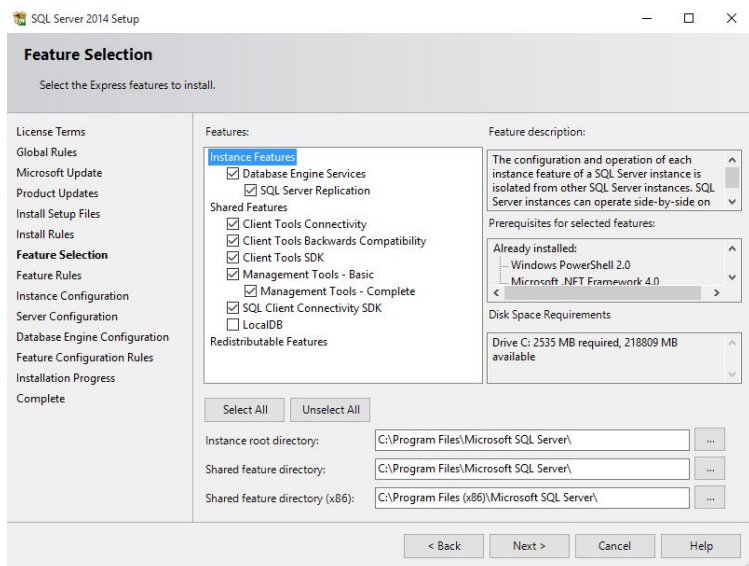 SQL Server 2014 Setup
Feature Selection
Select the Express features to install.
License Terms
Global Rules
Microsoft Update
Product Updates
Install Setup Files
Install Rules
Feature Selection
Feature Rules
Instance Configuration
Server Configuration
Database Engine Configuration
Feature Configuration Rules
Installation Progress
Complete
Features:
Instance Features
Database Engine Services
SQL Server Replication
Shared Features
Client Tools Connectivity
Client Tools Backwards Compatibility
Client Tools SDK
Management Tools - Basic
Management Tools - Complete
SQL Client Connectivity SDK
LocalDB
Redistributable Features
Feature description:
The configuration and operation of each
instance feature of a SQL Server instance is
isolated from other SQL Server instances. SQL
Server instances can operate side-by-side on
Prerequisites for selected features:
Already installed:
Windows PowerShell 2.0
Microsoft .NET Framework 4.0
Disk Space Requirements
Drive C: 2535 MB required, 218809 MB
available
Select All
Unselect All
Instance root directory:
C:\Program Files\Microsoft SQL Server\
...
Shared feature directory:
C:\Program Files\Microsoft SQL Server\
...
Shared feature directory (x86):
C:\Program Files (x86)\Microsoft SQL Server\
...
< Back
Next >
Cancel
Help